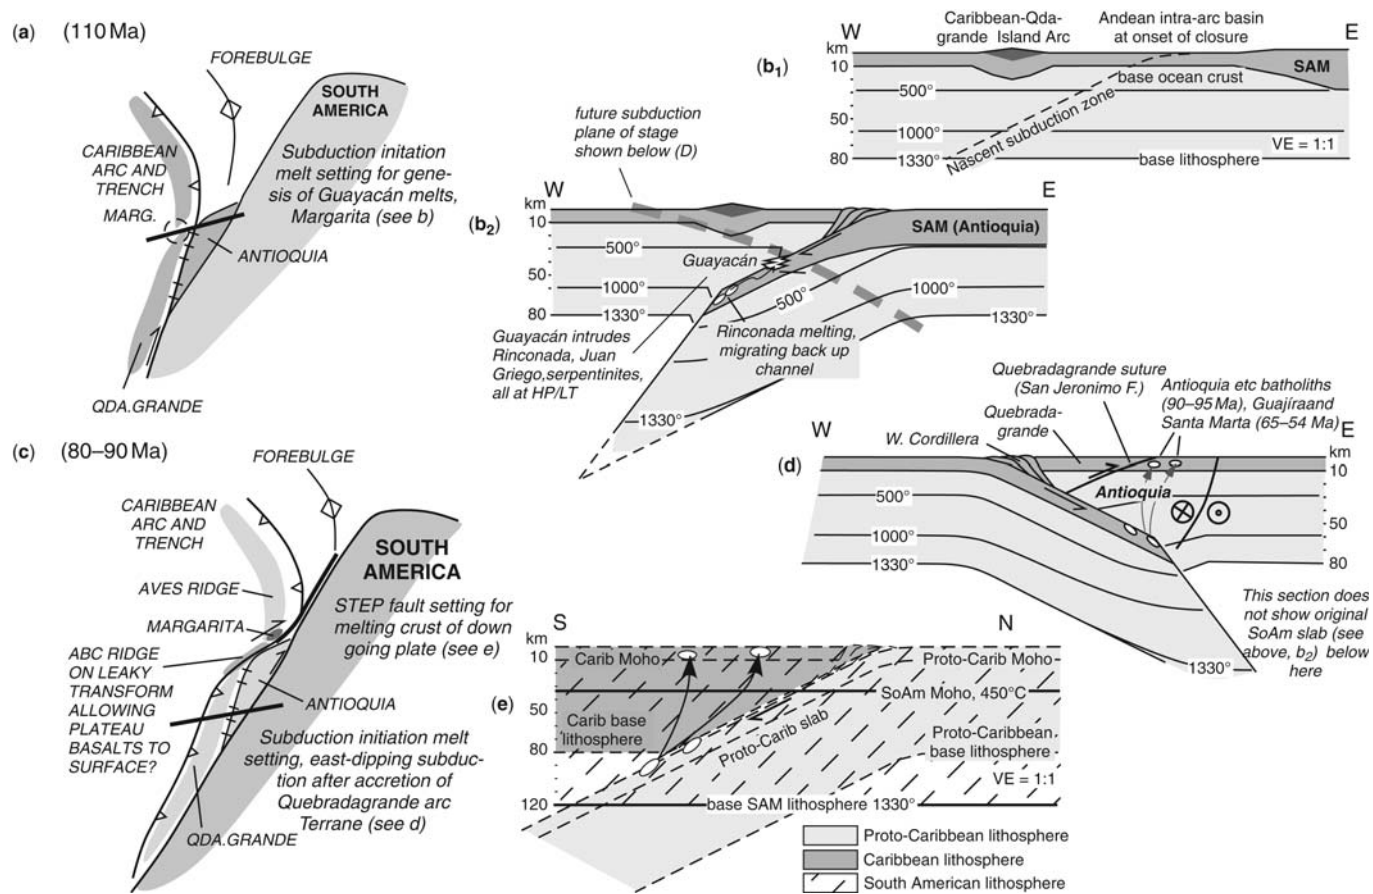 (a) (110 Ma)
FOREBULGE
SOUTH
AMERICA
CARIBBEAN
ARC AND
TRENCH
MARG.
Subduction initation
melt setting for gene-
sis of Guayacán melts,
Margarita (see b)
ANTIOQUIA
QDA.GRANDE
(b1)
W
Caribbean-Qda-
grande Island Arc
Andean intra-arc basin
at onset of closure
E
km
10
50
80
SAM
base ocean crust
500°
1000°
1330°
Nascent subduction zone
VE = 1:1
base lithosphere
future subduction
plane of stage
shown below (D)
(b2)
W
E
km
10
50
80
SAM (Antioquia)
500°
Guayacán
1000°
1330°
500°
1000°
1330°
Guayacán intrudes
Rinconada, Juan
Griego,serpentinites,
all at HP/LT
Rinconada melting,
migrating back up
channel
1330°
(c) (80–90 Ma)
FOREBULGE
CARIBBEAN
ARC AND
TRENCH
SOUTH
AMERICA
AVES RIDGE
MARGARITA
STEP fault setting for
melting crust of down
going plate (see e)
ABC RIDGE
ON LEAKY
TRANSFORM
ALLOWING
PLATEAU
BASALTS TO
SURFACE?
ANTIOQUIA
Subduction initiation melt
setting, east-dipping subduc-
tion after accretion of
Quebradagrande arc
Terrane (see d)
QDA.GRANDE
(d)
W
E
Quebradagrande suture
(San Jeronimo F.)
Antioquia etc batholiths
(90–95 Ma), Guajíraand
Santa Marta (65–54 Ma)
Quebrada-
grande
W. Cordillera
km
10
50
80
500°
Antioquia
1000°
1330°
1330°
This section does
not show original
SoAm slab (see
above, b2) below
here
(e)
S
N
km
10
50
80
120
Carib Moho
Proto-Carib Moho
SoAm Moho, 450°C
Carib base
lithosphere
Proto-Carib slab
Proto-Caribbean
base lithosphere
VE = 1:1
base SAM lithosphere 1330°
Proto-Caribbean lithosphere
Caribbean lithosphere
South American lithosphere